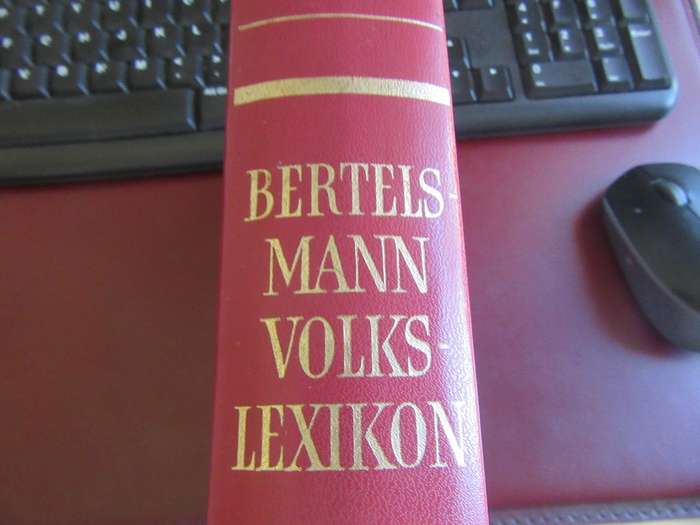 BERTELS-
MANN
VOLKS-
LEXIKON